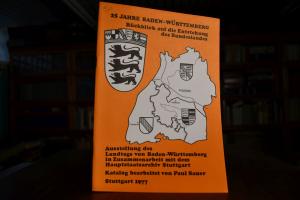 25 JAHRE BADEN-WÜRTTEMBERG
Rückblick auf die Entstehung
des Bundeslandes
Ausstellung des
Landtags von Baden-Württemberg
in Zusammenarbeit mit dem
Hauptstaatsarchiv Stuttgart
Katalog bearbeitet von Paul Sauer
Stuttgart 1977